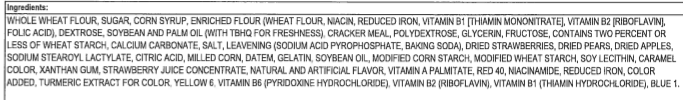 Ingredients:
WHOLE WHEAT FLOUR, SUGAR, CORN SYRUP, ENRICHED FLOUR (WHEAT FLOUR, NIACIN, REDUCED IRON, VITAMIN B1 [THIAMIN MONONITRATE], VITAMIN B2 [RIBOFLAVIN],
FOLIC ACID), DEXTROSE, SOYBEAN AND PALM OIL (WITH TBHQ FOR FRESHNESS), CRACKER MEAL, POLYDEXTROSE, GLYCERIN, FRUCTOSE, CONTAINS TWO PERCENT OR
LESS OF WHEAT STARCH, CALCIUM CARBONATE, SALT, LEAVENING (SODIUM ACID PYROPHOSPHATE, BAKING SODA), DRIED STRAWBERRIES, DRIED PEARS, DRIED APPLES,
SODIUM STEAROYL LACTYLATE, CITRIC ACID, MILLED CORN, DATEM, GELATIN, SOYBEAN OIL, MODIFIED CORN STARCH, MODIFIED WHEAT STARCH, SOY LECITHIN, CARAMEL
COLOR, XANTHAN GUM, STRAWBERRY JUICE CONCENTRATE, NATURAL AND ARTIFICIAL FLAVOR, VITAMIN A PALMITATE, RED 40, NIACINAMIDE, REDUCED IRON, COLOR
ADDED, TURMERIC EXTRACT FOR COLOR, YELLOW 6, VITAMIN B6 (PYRIDOXINE HYDROCHLORIDE), VITAMIN B2 (RIBOFLAVIN), VITAMIN B1 (THIAMIN HYDROCHLORIDE), BLUE 1.